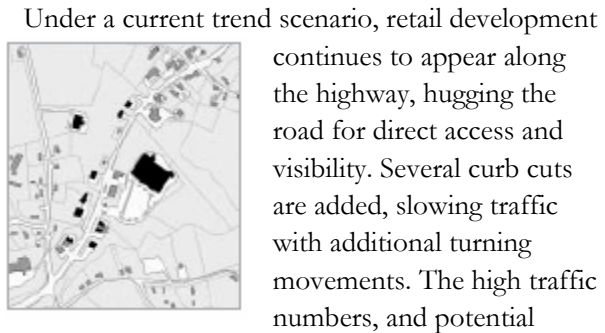 Under a current trend scenario, retail development
continues to appear along
the highway, hugging the
road for direct access and
visibility. Several curb cuts
are added, slowing traffic
with additional turning
movements. The high traffic
numbers, and potential